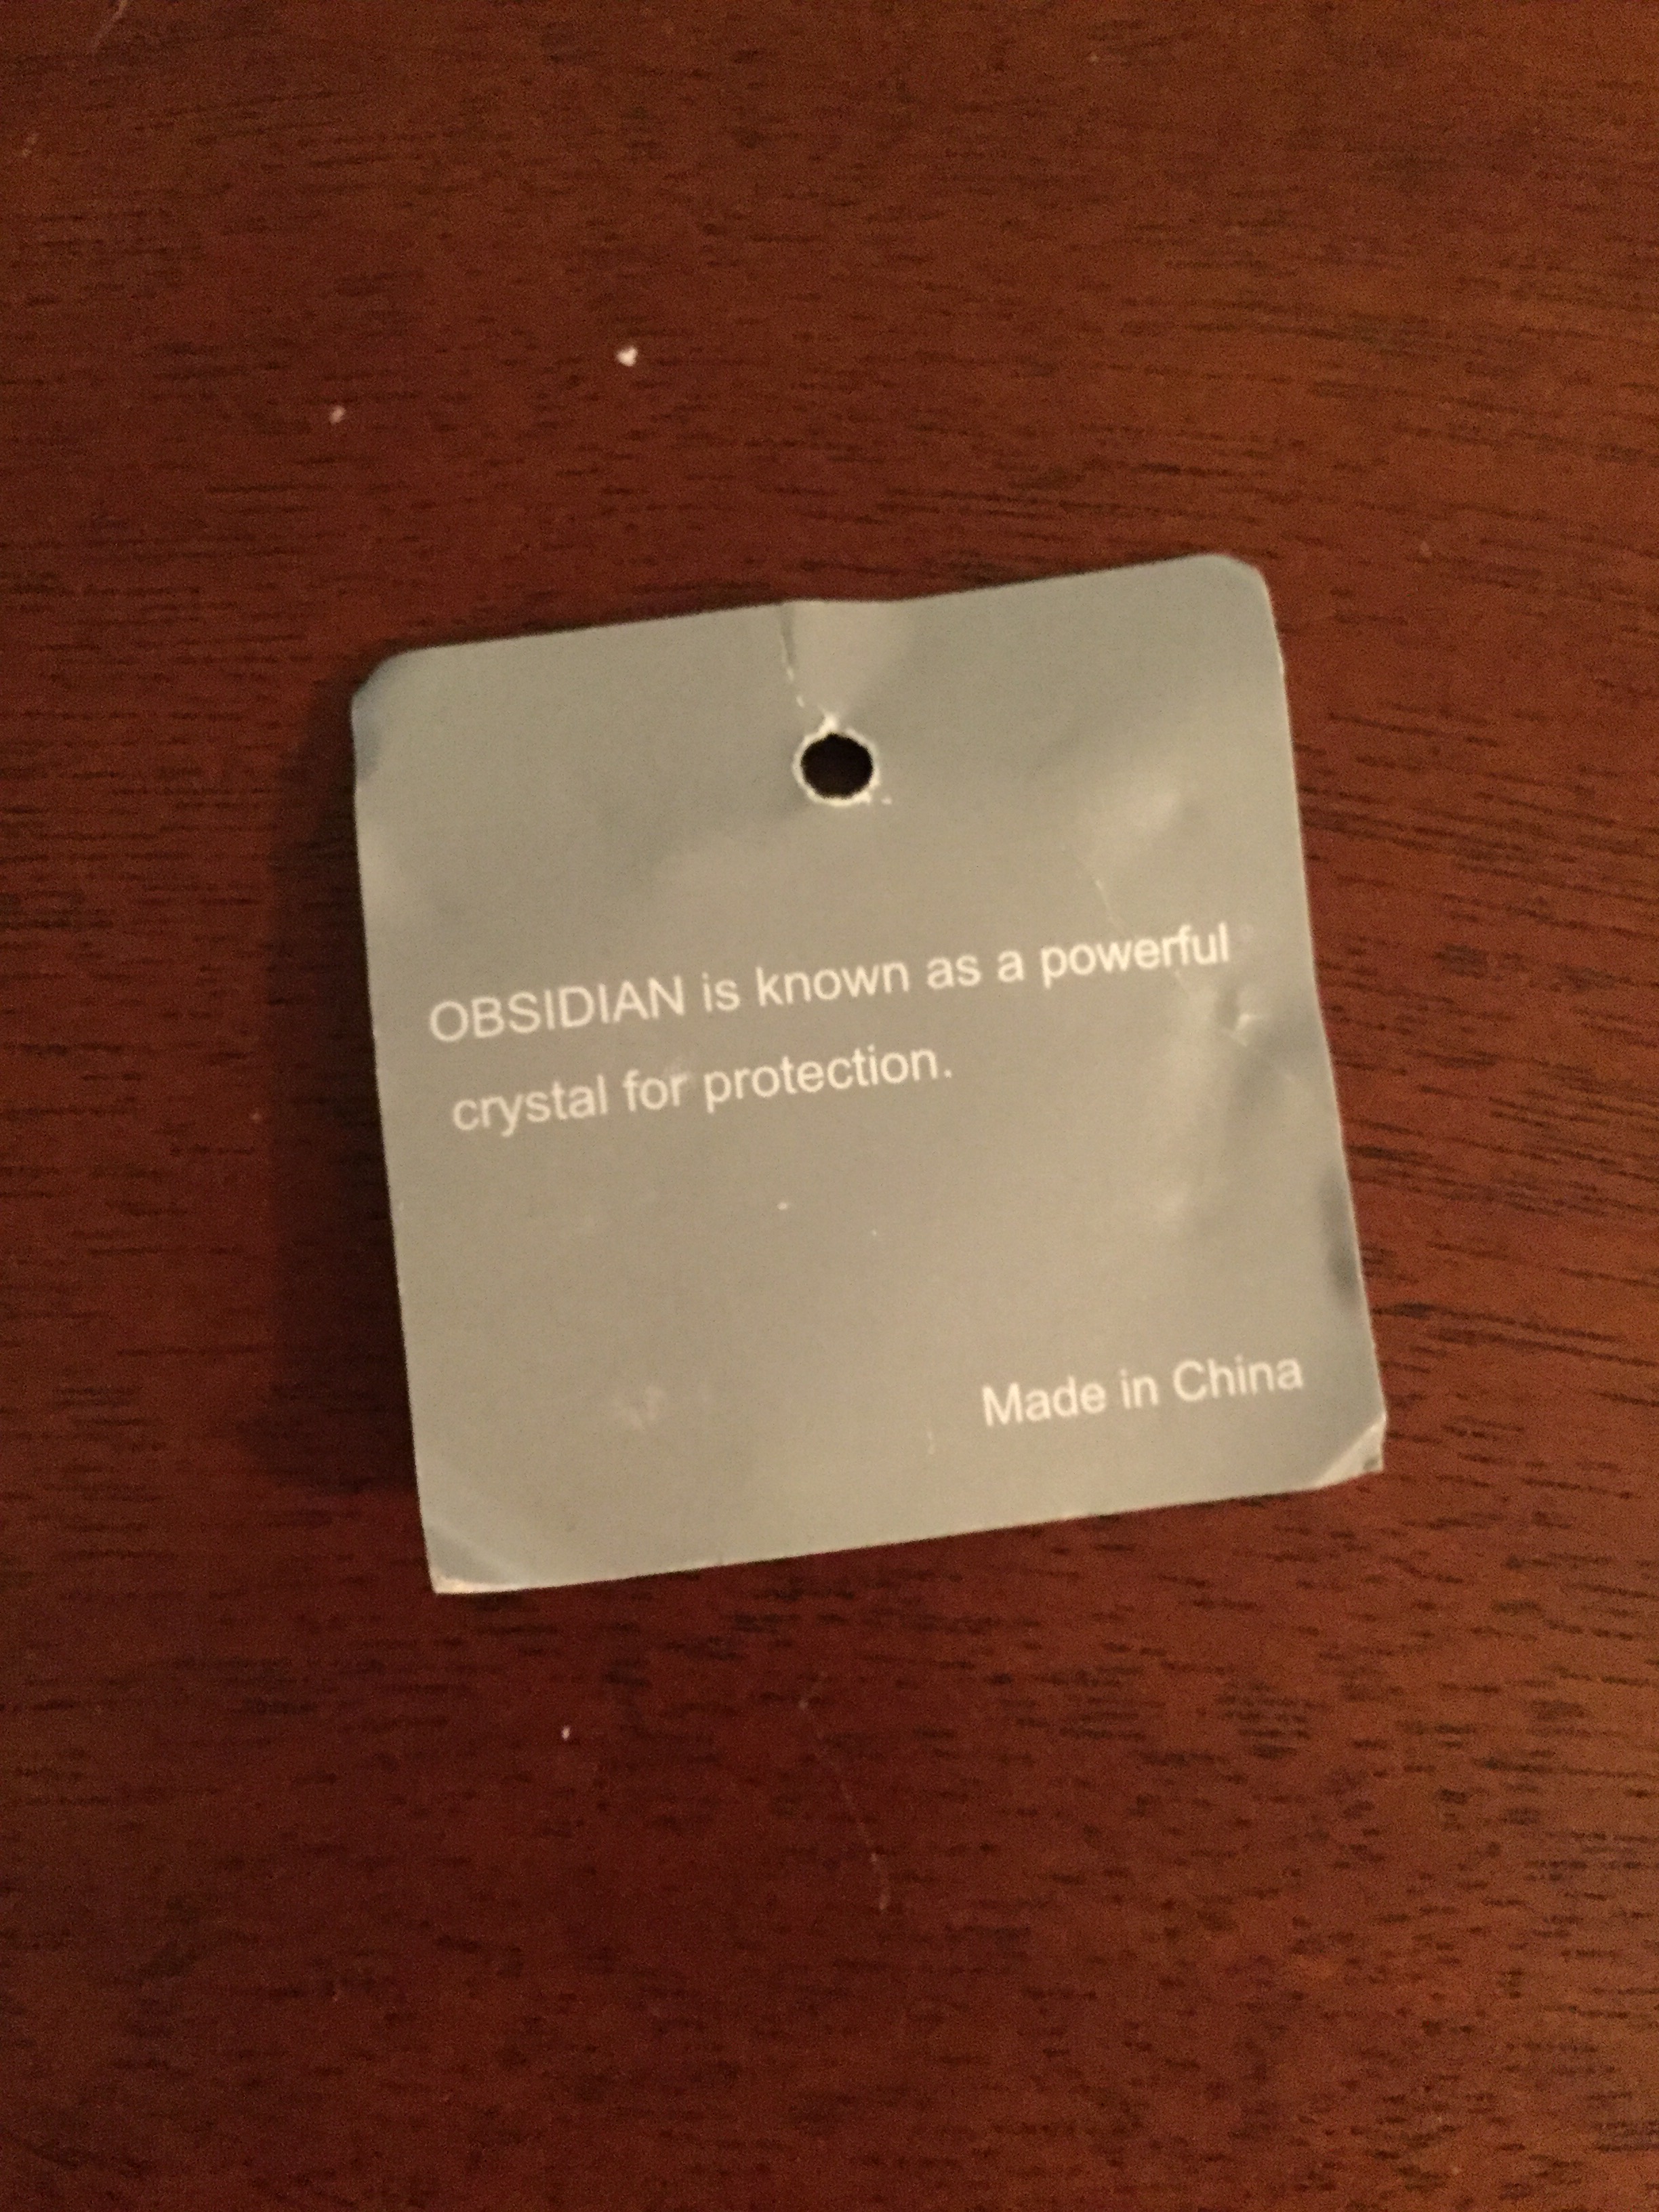 OBSIDIAN is known as a powerful
crystal for protection.
Made in China